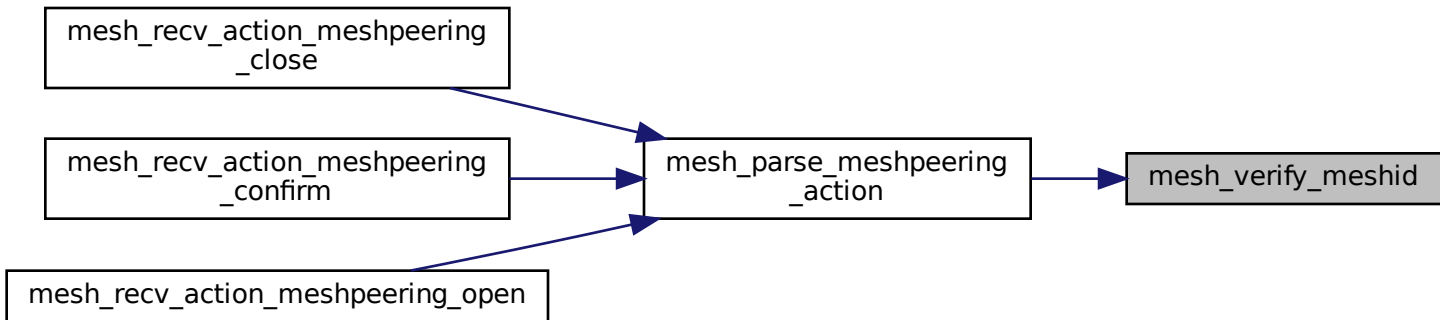 mesh_recv_action_meshpeering
_close
mesh_recv_action_meshpeering
_confirm
mesh_recv_action_meshpeering_open
mesh_parse_meshpeering
_action
mesh_verify_meshid